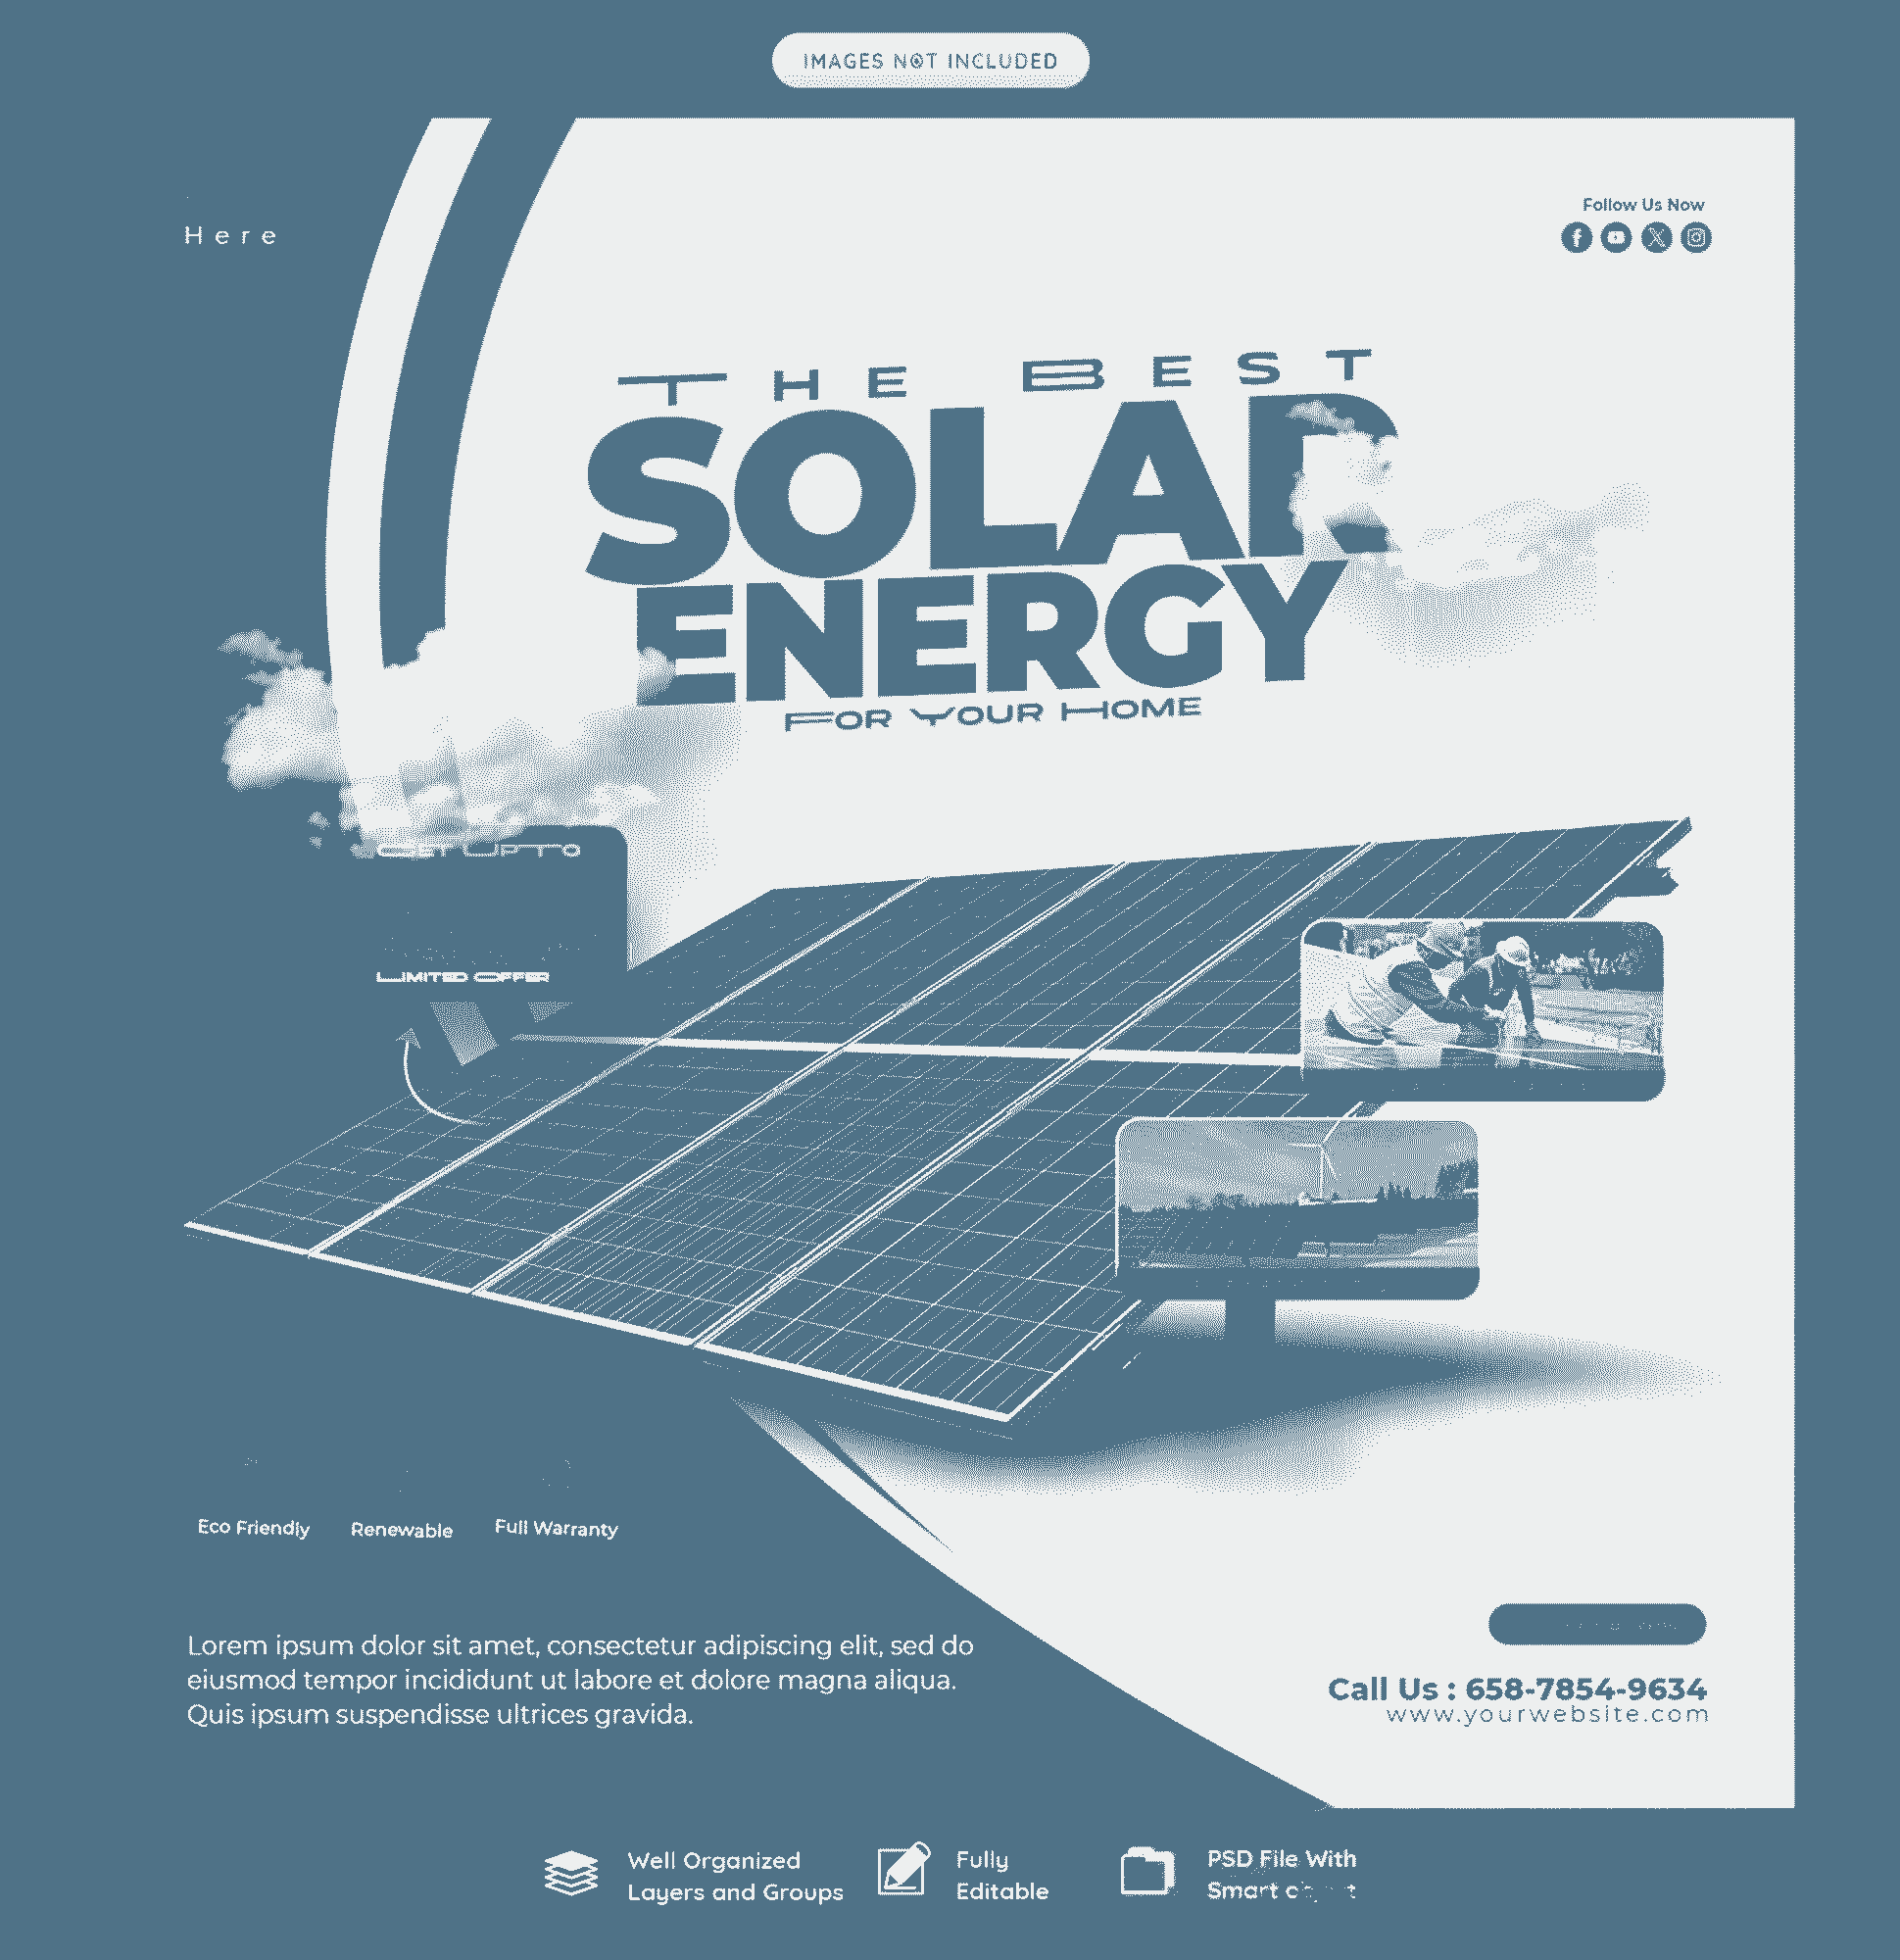 IMAGES NOT INCLUDED
Here
Follow Us Now
THE BEST
SOLAR
ENERGY
FOR YOUR HOME
GET UPTO
LIMITED OFFER
Eco Friendly
Renewable
Full Warranty
Lorem ipsum dolor sit amet, consectetur adipiscing elit, sed do
eiusmod tempor incididunt ut labore et dolore magna aliqua.
Quis ipsum suspendisse ultrices gravida.
Call Us : 658-7854-9634
www.yourwebsite.com
Well Organized
Layers and Groups
Fully
Editable
PSD File With
Smart object